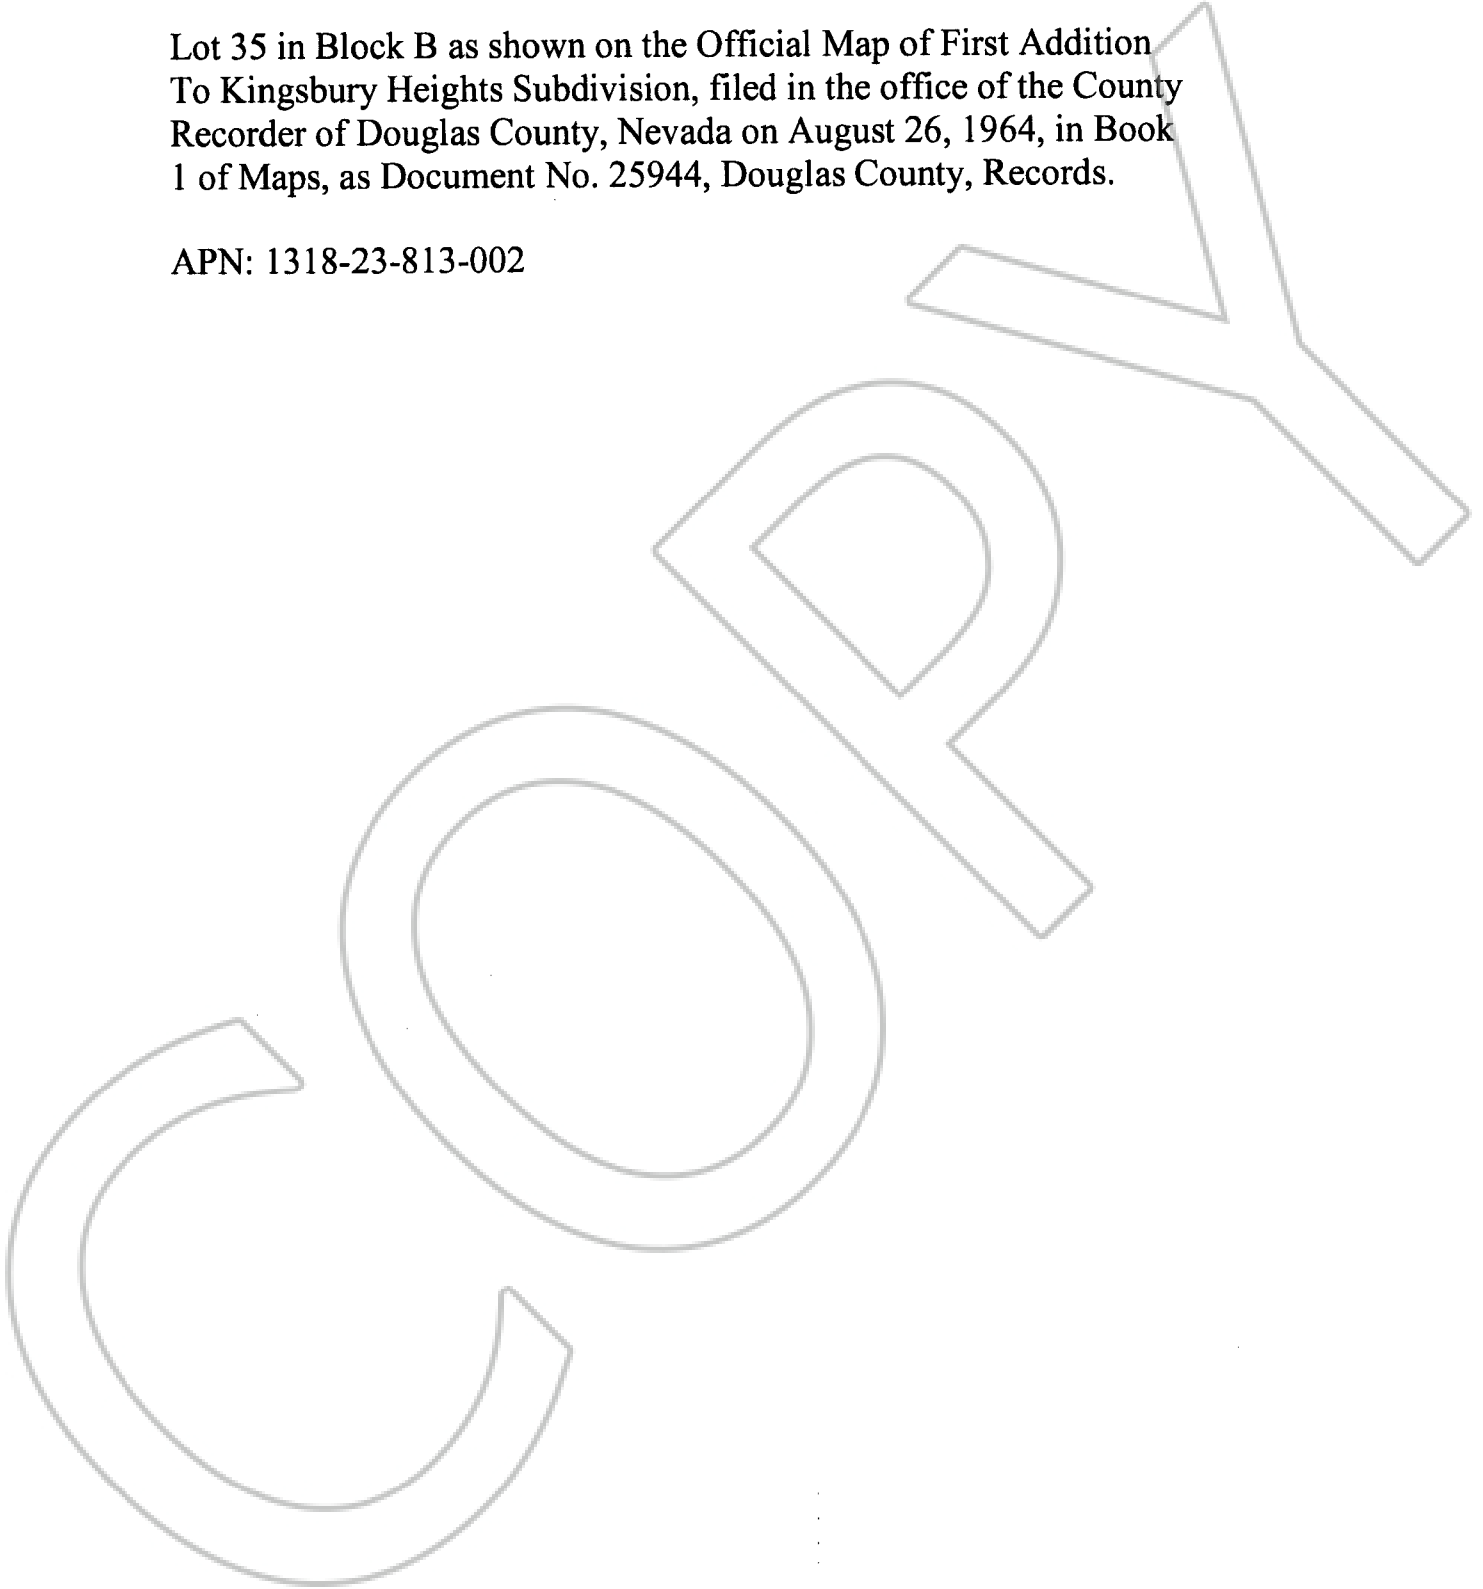 Lot 35 in Block B as shown on the Official Map of First Addition
To Kingsbury Heights Subdivision, filed in the office of the County
Recorder of Douglas County, Nevada on August 26, 1964, in Book
1 of Maps, as Document No. 25944, Douglas County, Records.
APN: 1318-23-813-002
COPY